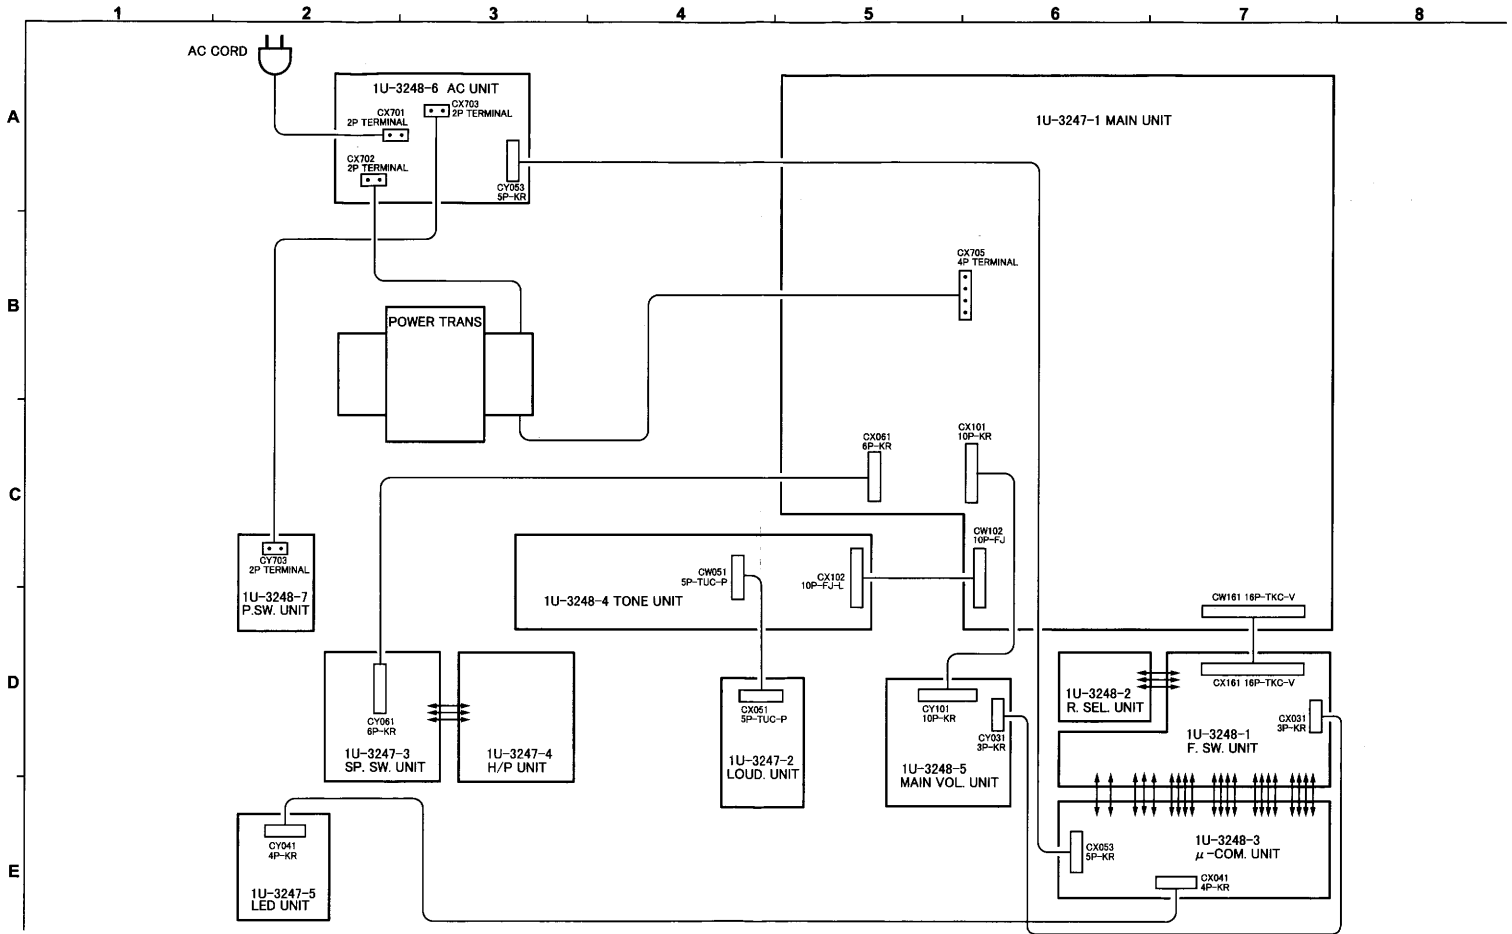 1 2 3 4 5 6 7 8
A
B
C
D
E
AC CORD
1U-3248-6 AC UNIT
CX701
2P TERMINAL
CX703
2P TERMINAL
CX702
2P TERMINAL
CY053
5P-KR
1U-3247-1 MAIN UNIT
CX705
4P TERMINAL
POWER TRANS
CX061
6P-KR
CX101
10P-KR
CY703
2P TERMINAL
1U-3248-7
P.SW. UNIT
CW051
5P-TUC-P
CX102
10P-FJ-L
1U-3248-4 TONE UNIT
CW102
10P-FJ
CW161 16P-TKC-V
CY061
6P-KR
1U-3247-3
SP. SW. UNIT
1U-3247-4
H/P UNIT
CX051
5P-TUC-P
1U-3247-2
LOUD. UNIT
CY101
10P-KR
CY031
3P-KR
1U-3248-5
MAIN VOL. UNIT
1U-3248-2
R. SEL. UNIT
CX161 16P-TKC-V
CX031
3P-KR
1U-3248-1
F. SW. UNIT
CY041
4P-KR
1U-3247-5
LED UNIT
CX053
5P-KR
1U-3248-3
μ-COM. UNIT
CX041
4P-KR